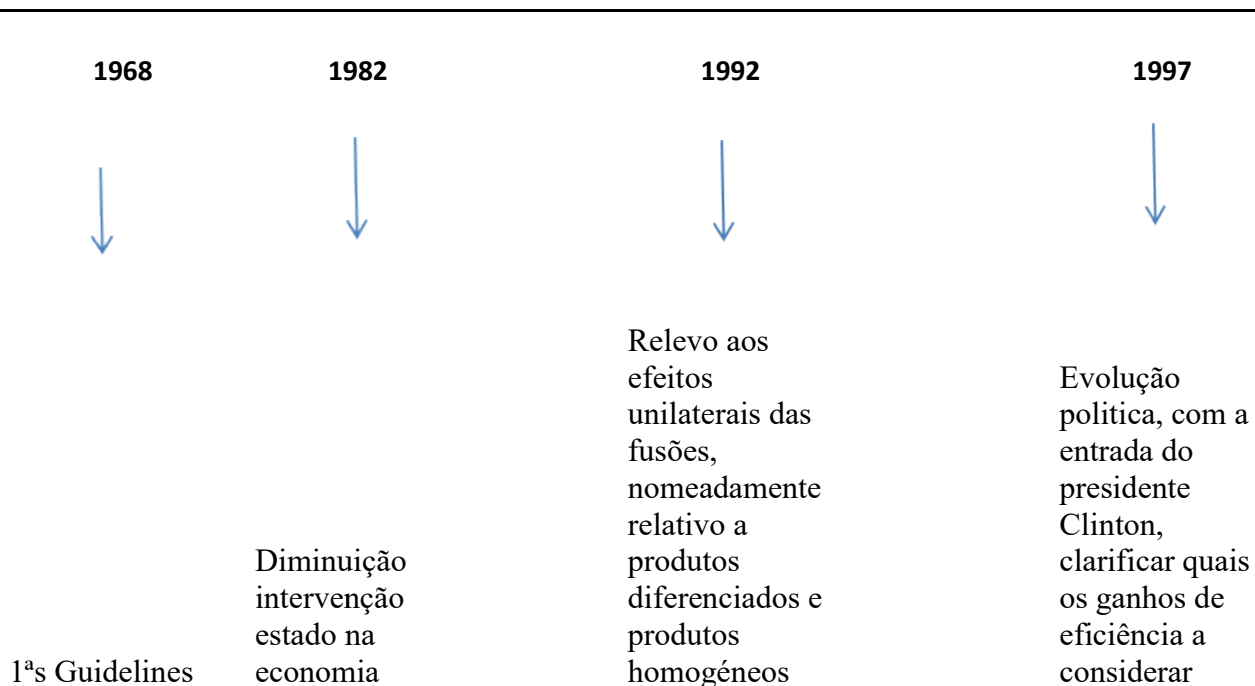 1968
1982
1992
1997
1ªs Guidelines
Diminuição
intervenção
estado na
economia
Relevo aos
efeitos
unilaterais das
fusões,
nomeadamente
relativo a
produtos
diferenciados e
produtos
homogéneos
Evolução
politica, com a
entrada do
presidente
Clinton,
clarificar quais
os ganhos de
eficiência a
considerar